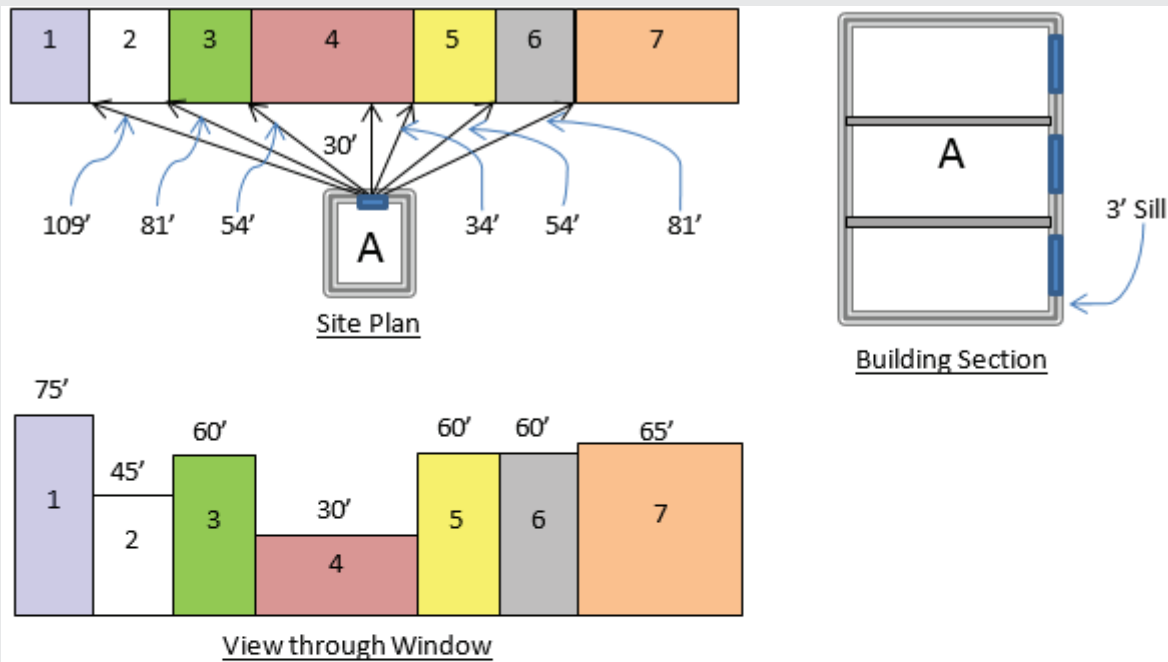 1 2 3 4 5 6 7
30'
109' 81' 54' 34' 54' 81'
A
Site Plan
A
3' Sill
Building Section
75'
60' 60' 60' 65'
45'
30'
1 2 3 4 5 6 7
View through Window